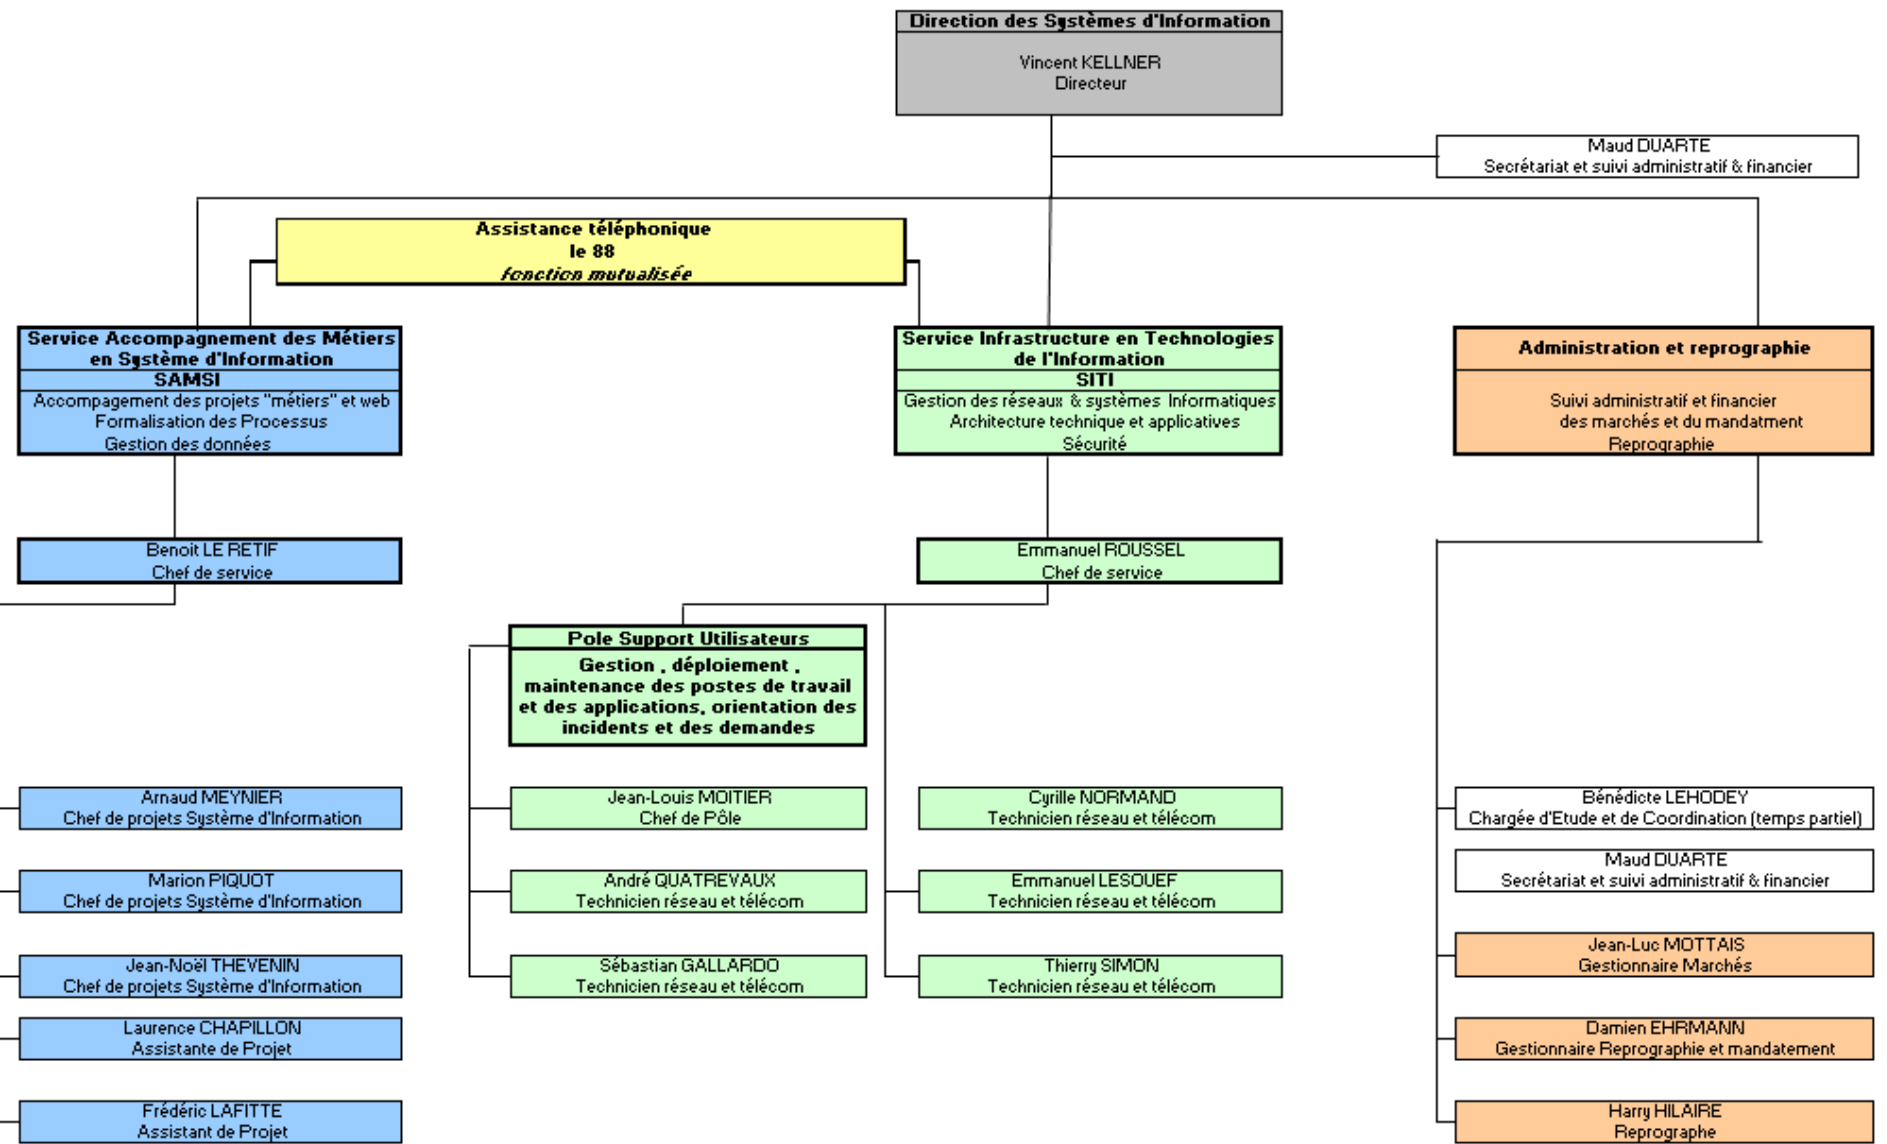 Direction des Systèmes d'Information
Vincent KELLNER
Directeur
Maud DUARTE
Secrétariat et suivi administratif & financier
Assistance téléphonique
le 88
fonction mutualisée
Service Accompagnement des Métiers
en Système d'Information
SAMSI
Accompagement des projets "métiers" et web
Formalisation des Processus
Gestion des données
Service Infrastructure en Technologies
de l'Information
SITI
Gestion des réseaux & systèmes Informatiques
Architecture technique et applicatives
Sécurité
Administration et reprographie
Suivi administratif et financier
des marchés et du mandatment
Reprographie
Benoit LE RETIF
Chef de service
Emmanuel ROUSSEL
Chef de service
Pole Support Utilisateurs
Gestion , déploiement ,
maintenance des postes de travail
et des applications, orientation des
incidents et des demandes
Arnaud MEYNIER
Chef de projets Système d'Information
Marion PIQUOT
Chef de projets Système d'Information
Jean-Noël THEVENIN
Chef de projets Système d'Information
Laurence CHAPILLON
Assistante de Projet
Frédéric LAFITTE
Assistant de Projet
Jean-Louis MOITIER
Chef de Pôle
André QUATREVAUX
Technicien réseau et télécom
Sébastian GALLARDO
Technicien réseau et télécom
Cyrille NORMAND
Technicien réseau et télécom
Emmanuel LESOUEF
Technicien réseau et télécom
Thierry SIMON
Technicien réseau et télécom
Bénédicte LEHODEY
Chargée d'Etude et de Coordination (temps partiel)
Maud DUARTE
Secrétariat et suivi administratif & financier
Jean-Luc MOTTAIS
Gestionnaire Marchés
Damien EHRMANN
Gestionnaire Reprographie et mandatement
Harry HILAIRE
Reprographe